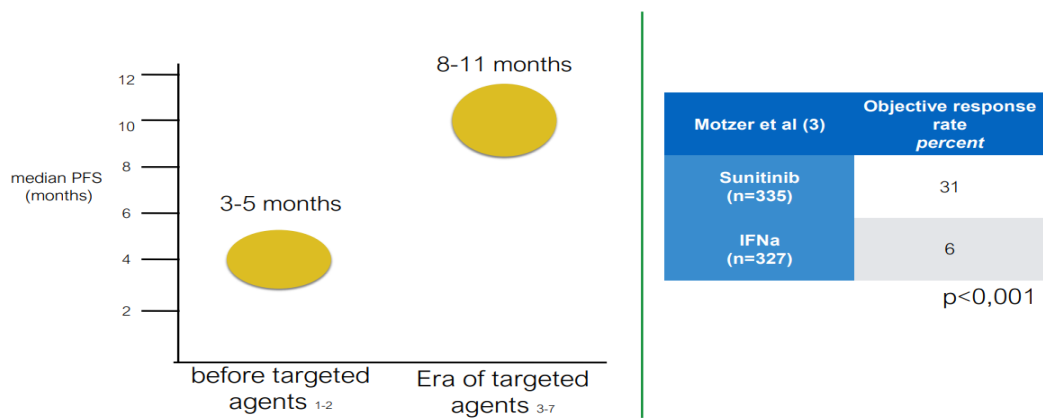 12
10
8
6
4
2
median PFS
(months)
3-5 months
8-11 months
before targeted
agents 1-2
Era of targeted
agents 3-7
Motzer et al (3)
Objective response
rate
percent
Sunitinib
(n=335)
31
IFNa
(n=327)
6
p<0,001